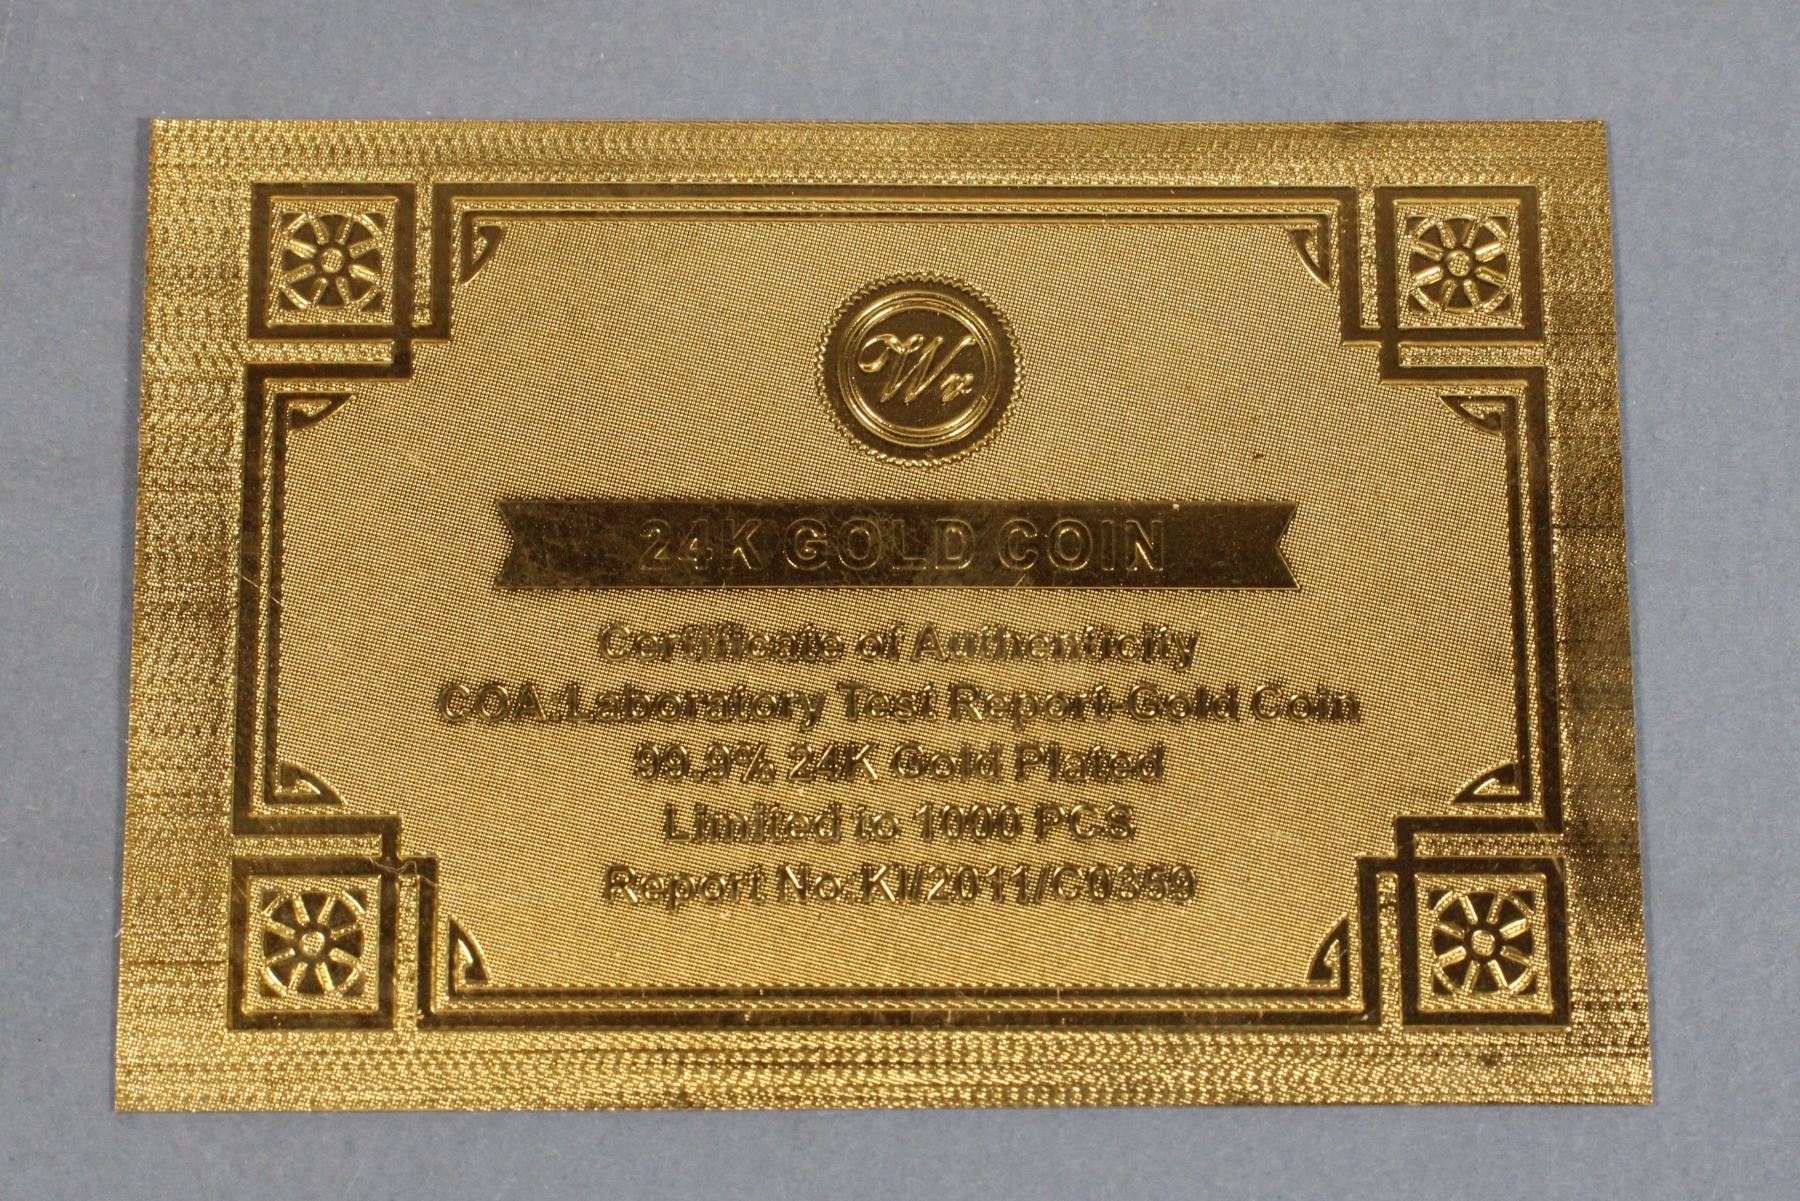 Wr
24K GOLD COIN
Certificate of Authenticity
COA:Laboratory Test Report-Gold Coin
99.9% 24K Gold Plated
Limited to 1000 PCS
Report No:KI/2011/C0359